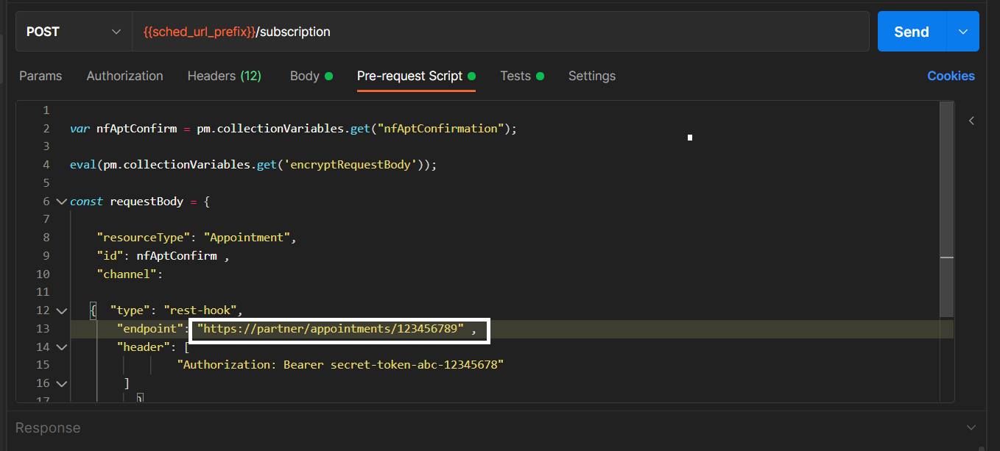 POST {{sched_url_prefix}}/subscription Send
Params Authorization Headers (12) Body Pre-request Script Tests Settings Cookies
1
2 var nfAptConfirm = pm.collectionVariables.get("nfAptConfirmation");
3
4 eval(pm.collectionVariables.get('encryptRequestBody'));
5
6 const requestBody = {
7
8 "resourceType": "Appointment",
9 "id": nfAptConfirm ,
10 "channel":
11
12 { "type": "rest-hook",
13 "endpoint": "https://partner/appointments/123456789" ,
14 "header": [
15 "Authorization: Bearer secret-token-abc-12345678"
16 ]
17 }
Response